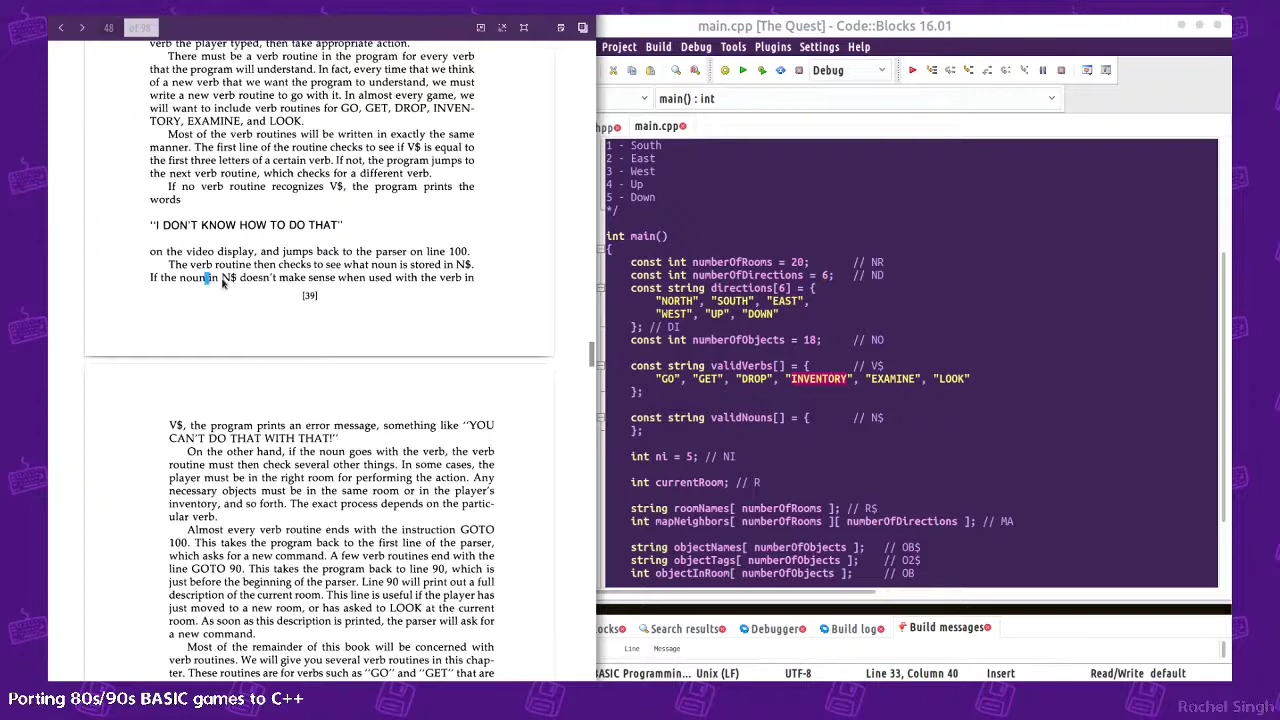 48 of 98
verb the player typed, then take appropriate action.
There must be a verb routine in the program for every verb
that the program will understand. In fact, every time that we think
of a new verb that we want the program to understand, we must
write a new verb routine to go with it. In almost every game, we
will want to include verb routines for GO, GET, DROP, INVEN-
TORY, EXAMINE, and LOOK.
Most of the verb routines will be written in exactly the same
manner. The first line of the routine checks to see if V$ is equal to
the first three letters of a certain verb. If not, the program jumps to
the next verb routine, which checks for a different verb.
If no verb routine recognizes V$, the program prints the
words
"I DON'T KNOW HOW TO DO THAT"
on the video display, and jumps back to the parser on line 100.
The verb routine then checks to see what noun is stored in N$.
If the noun in N$ doesn't make sense when used with the verb in
[39]
V$, the program prints an error message, something like "YOU
CAN'T DO THAT WITH THAT!"
On the other hand, if the noun goes with the verb, the verb
routine must then check several other things. In some cases, the
player must be in the right room for performing the action. Any
necessary objects must be in the same room or in the player's
inventory, and so forth. The exact process depends on the partic-
ular verb.
Almost every verb routine ends with the instruction GOTO
100. This takes the program back to the first line of the parser,
which asks for a new command. A few verb routines end with the
line GOTO 90. This takes the program back to line 90, which is
just before the beginning of the parser. Line 90 will print out a full
description of the current room. This line is useful if the player has
just moved to a new room, or has asked to LOOK at the current
room. As soon as this description is printed, the parser will ask for
a new command.
Most of the remainder of this book will be concerned with
verb routines. We will give you several verb routines in this chap-
ter. These routines are for verbs such as "GO" and "GET" that are
main.cpp [The Quest] - Code::Blocks 16.01
Project Build Debug Tools Plugins Settings Help
Debug
main() : int
hpp main.cpp
1 - South
2 - East
3 - West
4 - Up
5 - Down
*/
int main()
{
const int numberOfRooms = 20; // NR
const int numberOfDirections = 6; // ND
const string directions[6] = {
"NORTH", "SOUTH", "EAST",
"WEST", "UP", "DOWN"
}; // DI
const int numberOfObjects = 18; // NO
const string validVerbs[] = { // V$
"GO", "GET", "DROP", "INVENTORY", "EXAMINE", "LOOK"
};
const string validNouns[] = { // N$
};
int ni = 5; // NI
int currentRoom; // R
string roomNames[ numberOfRooms ]; // R$
int mapNeighbors[ numberOfRooms ][ numberOfDirections ]; // MA
string objectNames[ numberOfObjects ]; // OB$
string objectTags[ numberOfObjects ]; // O2$
int objectInRoom[ numberOfObjects ]; // OB
ocks Search results Debugger Build log Build messages
Line Message
BASIC Programmin... Unix (LF) UTF-8 Line 33, Column 40 Insert Read/Write default
Porting 80s/90s BASIC games to C++
Rachel Singh